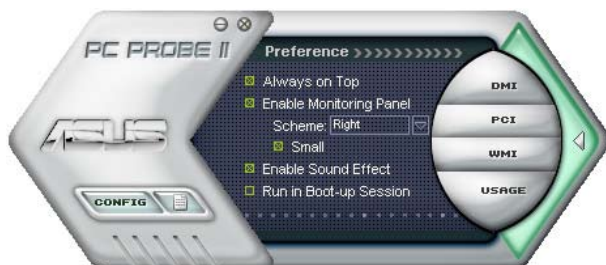 PC PROBE II
Preference >>>>>>>>>>>
Always on Top
Enable Monitoring Panel
Scheme: Right
Small
Enable Sound Effect
Run in Boot-up Session
ASUS
CONFIG
DMI
PCI
WMI
USAGE